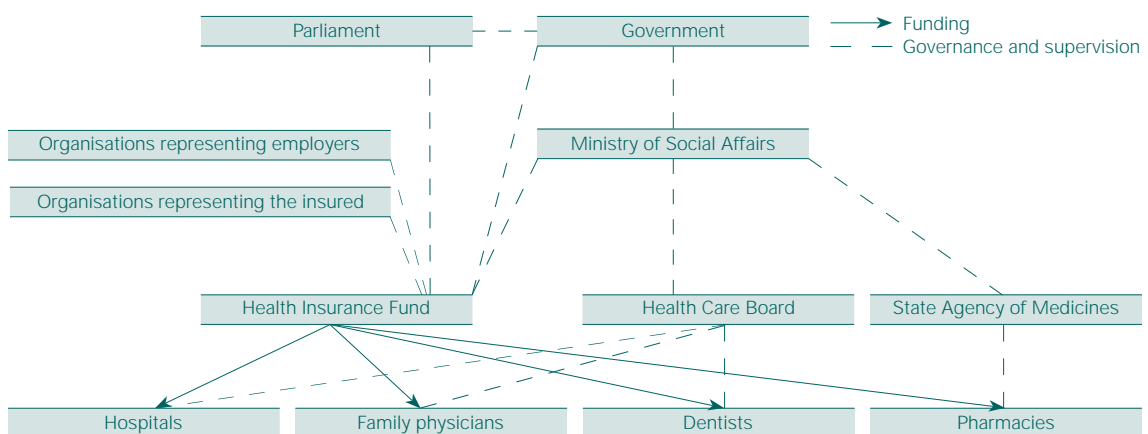 Parliament
Government
Funding
Governance and supervision
Organisations representing employers
Ministry of Social Affairs
Organisations representing the insured
Health Insurance Fund
Health Care Board
State Agency of Medicines
Hospitals
Family physicians
Dentists
Pharmacies